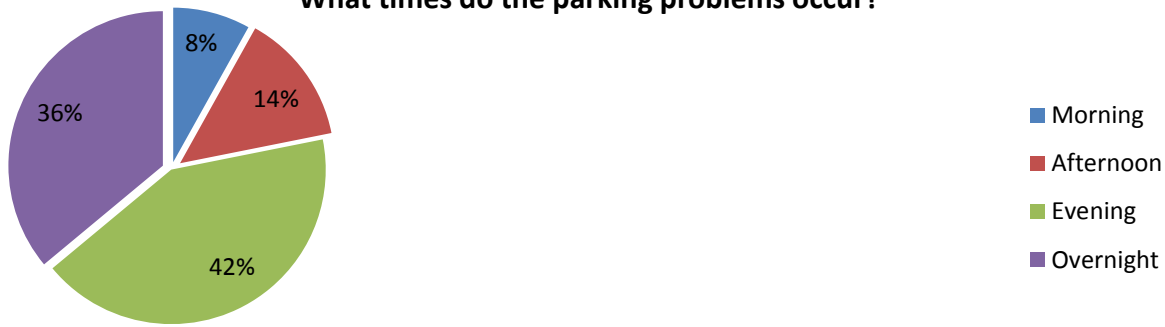 What times do the parking problems occur?
8%
14%
36%
42%
Morning
Afternoon
Evening
Overnight